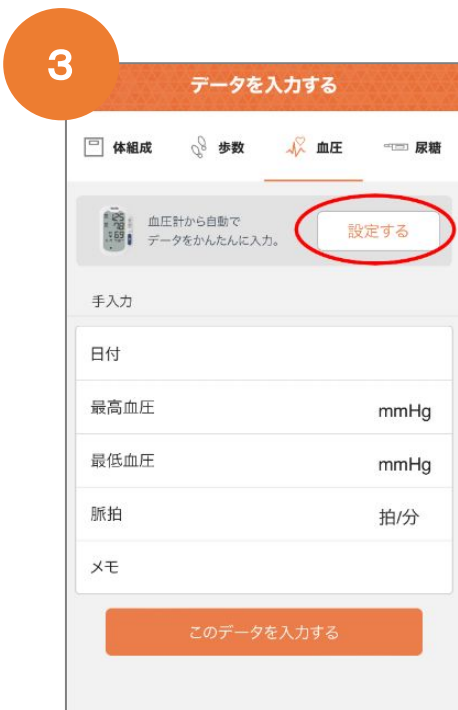 3
データを入力する
体組成 歩数 血圧 尿糖
血圧計から自動で
データをかんたんに入力。
設定する
手入力
日付
最高血圧 mmHg
最低血圧 mmHg
脈拍 拍/分
メモ
このデータを入力する